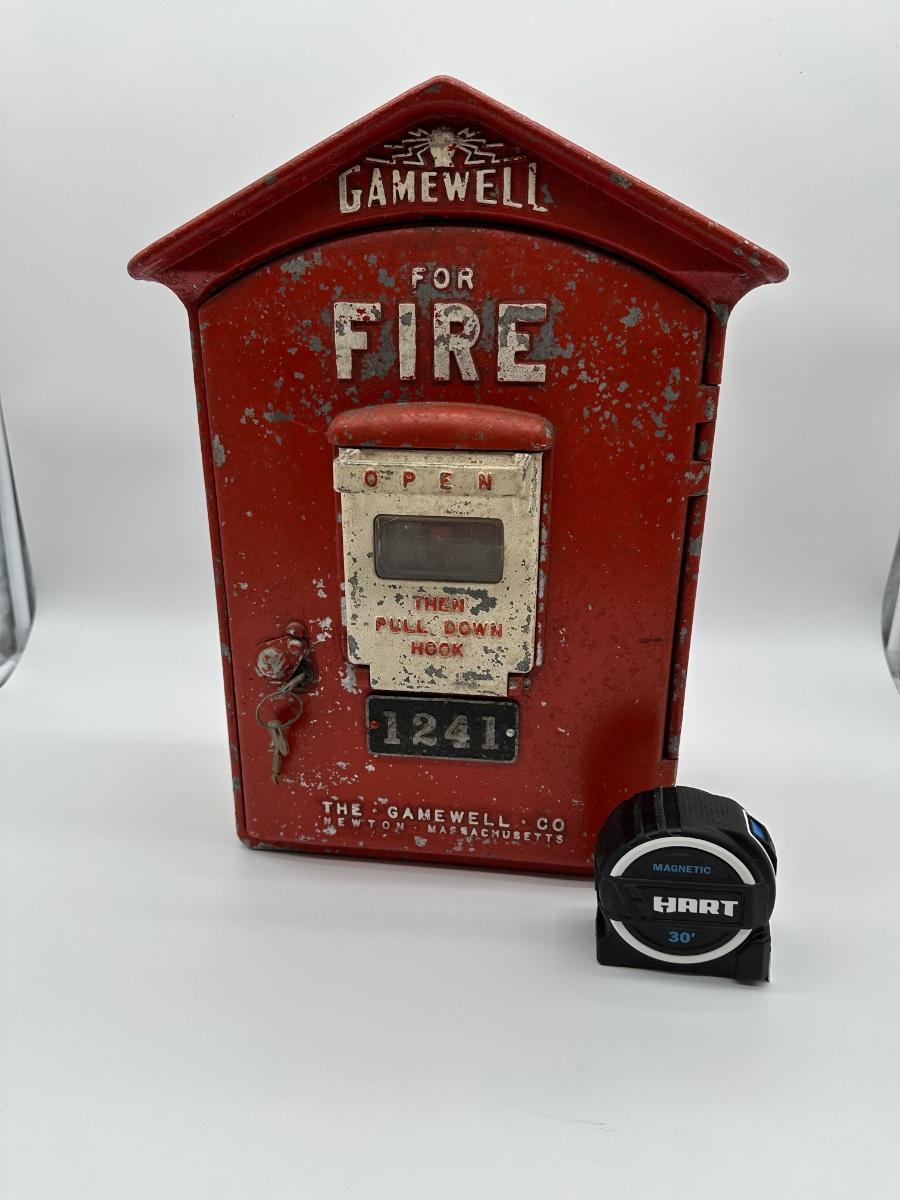 GAMEWELL
FOR
FIRE
OPEN
THEN
PULL DOWN
HOOK
1241
THE · GAMEWELL · CO
NEWTON · MASSACHUSETTS
MAGNETIC
HART
30'